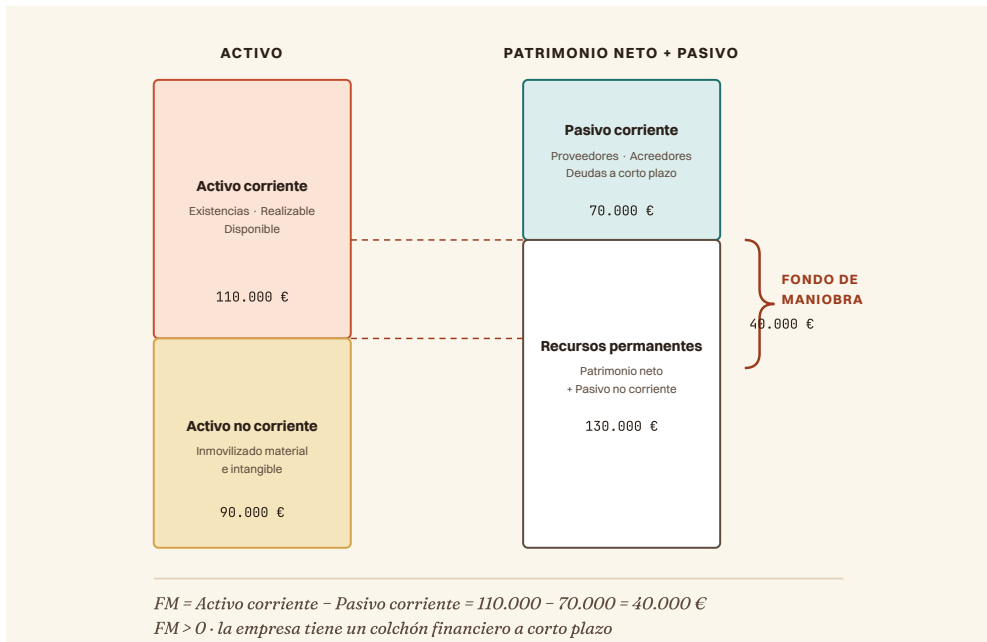 ACTIVO
Activo corriente
Existencias · Realizable
Disponible
110.000 €
Activo no corriente
Inmovilizado material
e intangible
90.000 €
PATRIMONIO NETO + PASIVO
Pasivo corriente
Proveedores · Acreedores
Deudas a corto plazo
70.000 €
Recursos permanentes
Patrimonio neto
+ Pasivo no corriente
130.000 €
FONDO DE
MANIOBRA
40.000 €
FM = Activo corriente − Pasivo corriente = 110.000 − 70.000 = 40.000 €
FM > 0 · la empresa tiene un colchón financiero a corto plazo